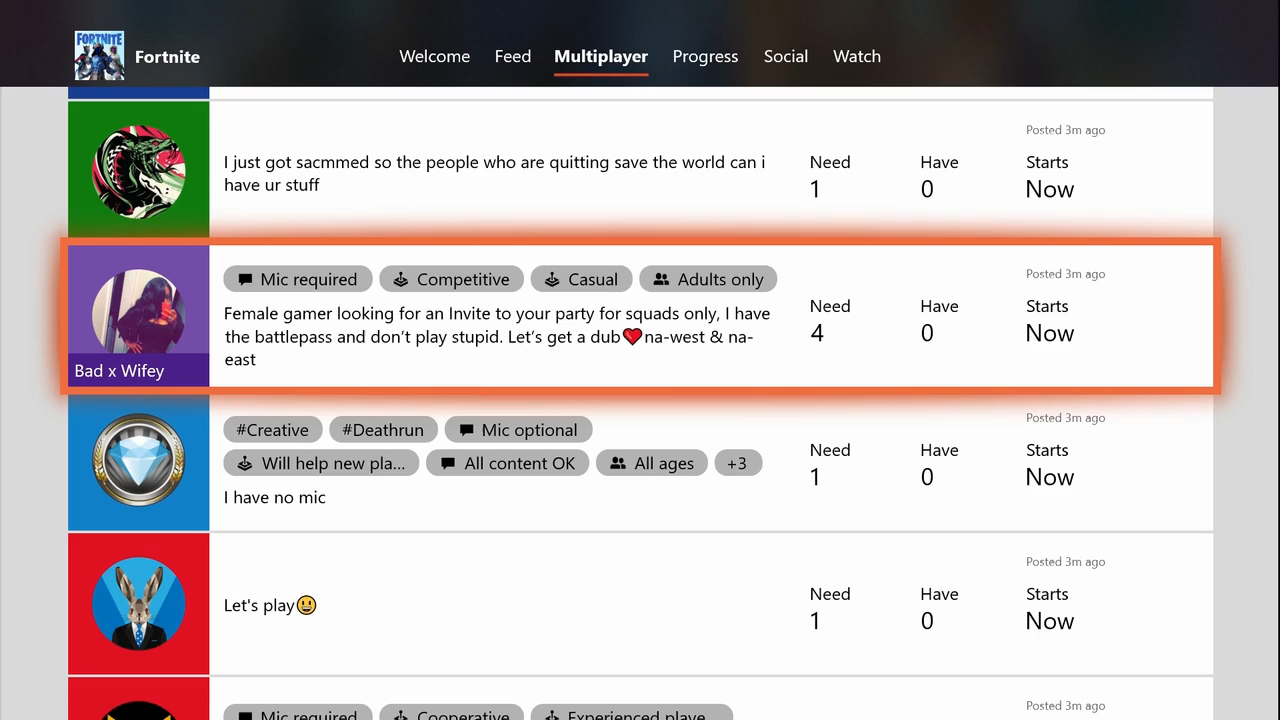 FORTNITE
Fortnite
Welcome Feed Multiplayer Progress Social Watch
Posted 3m ago
I just got sacmmed so the people who are quitting save the world can i
have ur stuff
Need Have Starts
1 0 Now
Posted 3m ago
Mic required Competitive Casual Adults only
Female gamer looking for an Invite to your party for squads only, I have
the battlepass and don’t play stupid. Let’s get a dub❤️na-west & na-
east
Need Have Starts
4 0 Now
Bad x Wifey
Posted 3m ago
#Creative #Deathrun Mic optional
Will help new pla... All content OK All ages +3
I have no mic
Need Have Starts
1 0 Now
Posted 3m ago
Let's play😃
Need Have Starts
1 0 Now
Posted 3m ago
Mic required Cooperative Experienced playe...